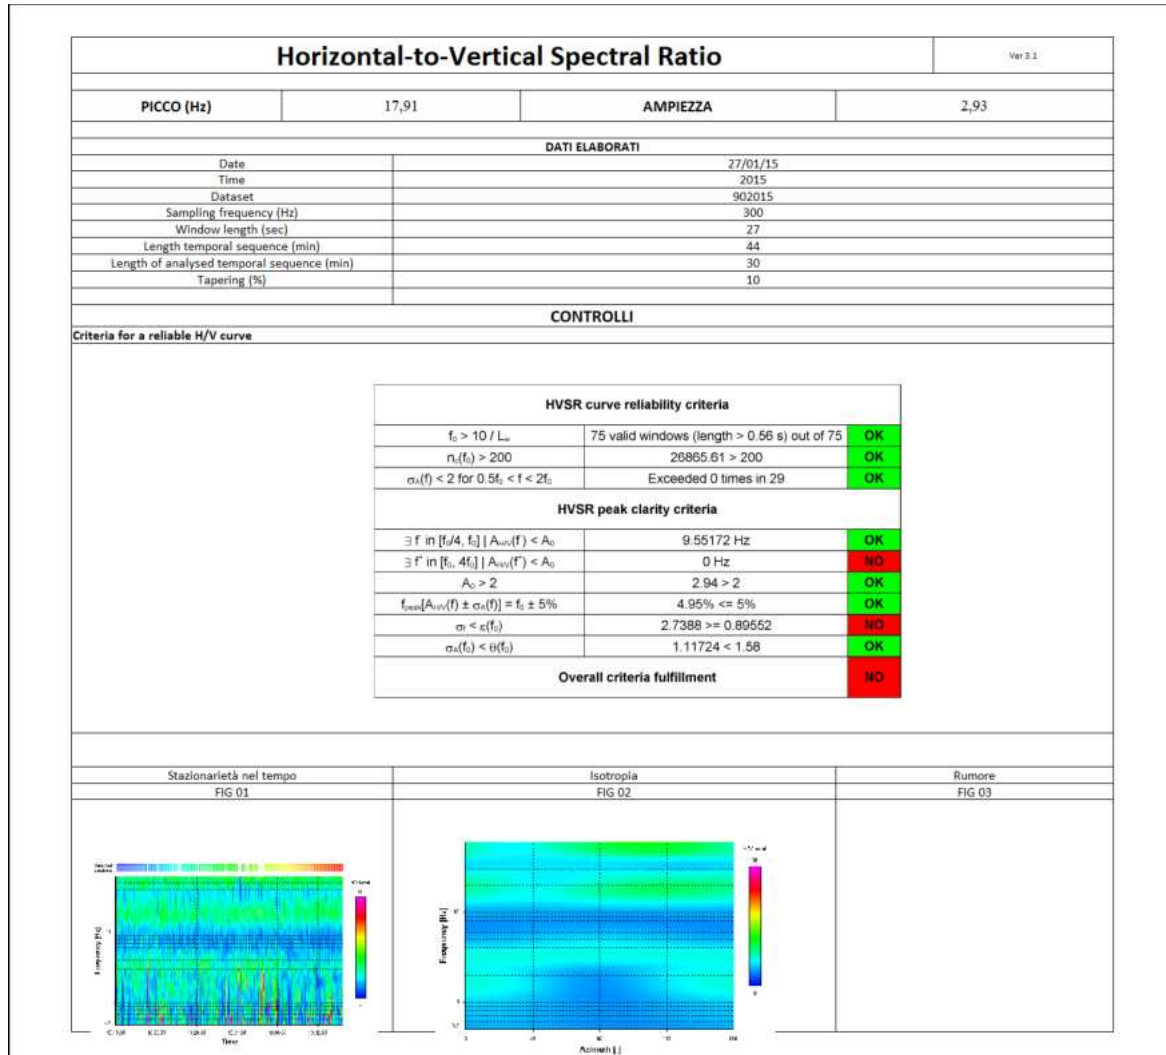 Horizontal-to-Vertical Spectral Ratio Ver 3.1
PICCO (Hz) 17,91 AMPIEZZA 2,93
DATI ELABORATI
Date 27/01/15
Time 2015
Dataset 902015
Sampling frequency (Hz) 300
Window length (sec) 27
Length temporal sequence (min) 44
Length of analysed temporal sequence (min) 30
Tapering (%) 10
CONTROLLI
Criteria for a reliable H/V curve
HVSR curve reliability criteria
f₀ > 10 / Lw 75 valid windows (length > 0.56 s) out of 75 OK
nc(f₀) > 200 26865.61 > 200 OK
σA(f) < 2 for 0.5f₀ < f < 2f₀ Exceeded 0 times in 29 OK
HVSR peak clarity criteria
∃ f⁻ in [f₀/4, f₀] | AH/V(f⁻) < A₀ 9.55172 Hz OK
∃ f⁺ in [f₀, 4f₀] | AH/V(f⁺) < A₀ 0 Hz NO
A₀ > 2 2.94 > 2 OK
fpeak[AH/V(f) ± σA(f)] = f₀ ± 5% 4.95% <= 5% OK
σf < ε(f₀) 2.7388 >= 0.89552 NO
σA(f₀) < θ(f₀) 1.11724 < 1.58 OK
Overall criteria fulfillment NO
Stazionarietà nel tempo Isotropia Rumore
FIG 01 FIG 02 FIG 03
Frequency [Hz]
Time
Frequency [Hz]
Azimuth [